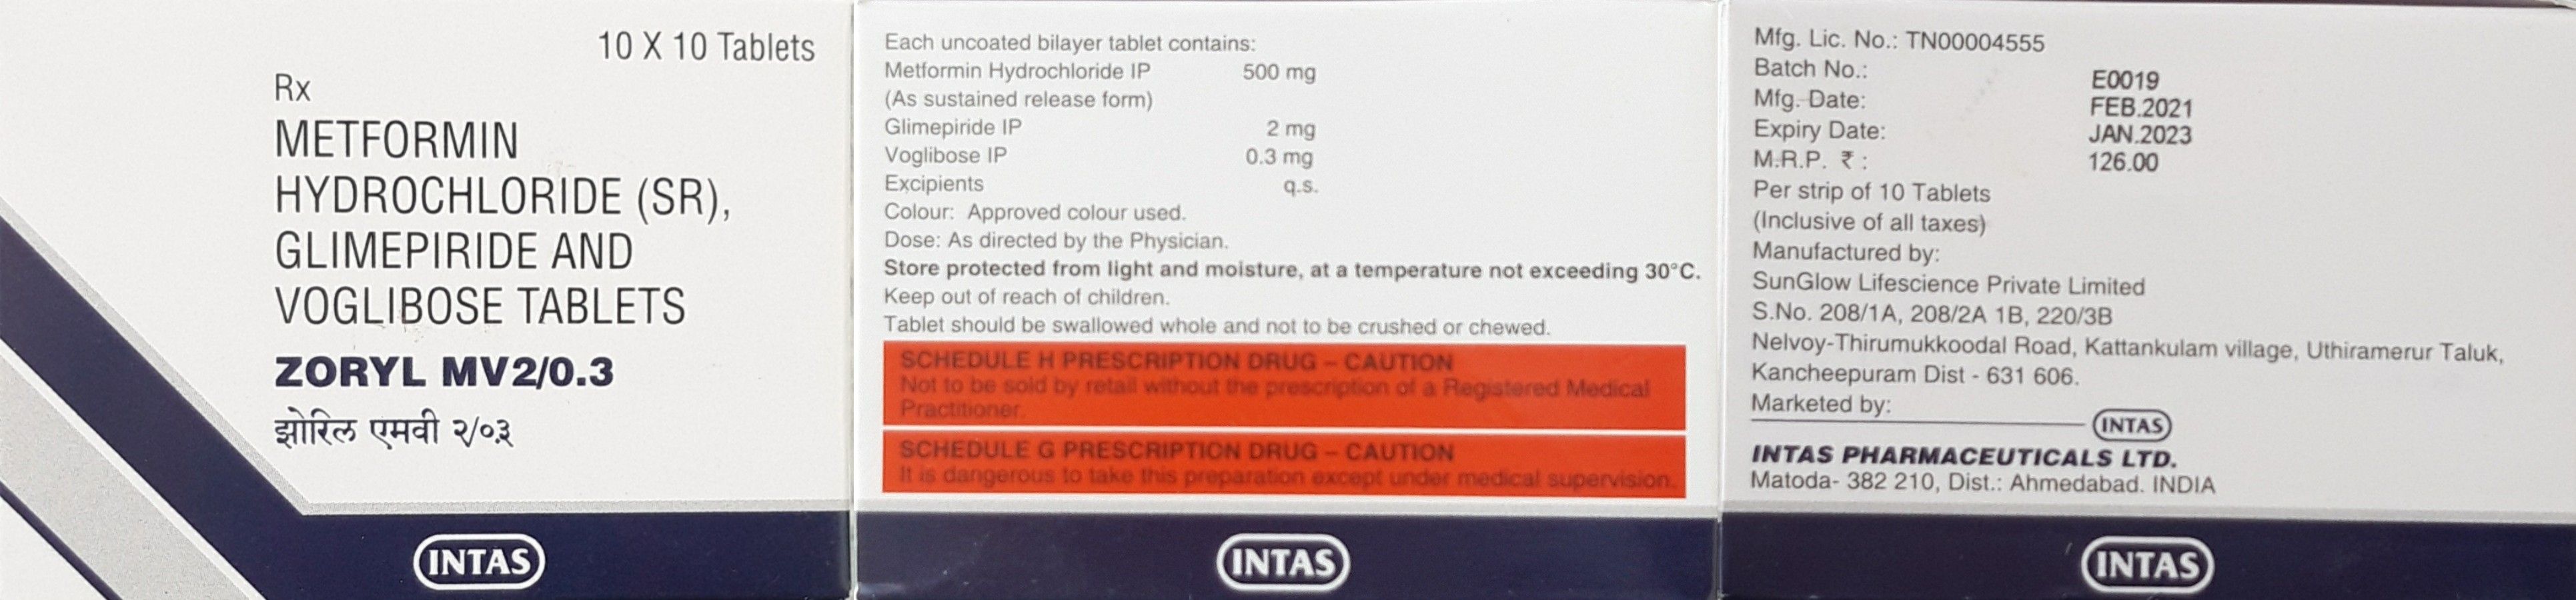 10 X 10 Tablets
Rx
METFORMIN
HYDROCHLORIDE (SR),
GLIMEPIRIDE AND
VOGLIBOSE TABLETS
ZORYL MV2/0.3
झोरिल एमवी २/०.३
INTAS
Each uncoated bilayer tablet contains:
Metformin Hydrochloride IP 500 mg
(As sustained release form)
Glimepiride IP 2 mg
Voglibose IP 0.3 mg
Excipients q.s.
Colour: Approved colour used.
Dose: As directed by the Physician.
Store protected from light and moisture, at a temperature not exceeding 30°C.
Keep out of reach of children.
Tablet should be swallowed whole and not to be crushed or chewed.
SCHEDULE H PRESCRIPTION DRUG – CAUTION
Not to be sold by retail without the prescription of a Registered Medical
Practitioner.
SCHEDULE G PRESCRIPTION DRUG – CAUTION
It is dangerous to take this preparation except under medical supervision.
INTAS
Mfg. Lic. No.: TN00004555
Batch No.: E0019
Mfg. Date: FEB.2021
Expiry Date: JAN.2023
M.R.P. ₹ : 126.00
Per strip of 10 Tablets
(Inclusive of all taxes)
Manufactured by:
SunGlow Lifescience Private Limited
S.No. 208/1A, 208/2A 1B, 220/3B
Nelvoy-Thirumukkoodal Road, Kattankulam village, Uthiramerur Taluk,
Kancheepuram Dist - 631 606.
Marketed by:
INTAS
INTAS PHARMACEUTICALS LTD.
Matoda- 382 210, Dist.: Ahmedabad. INDIA
INTAS